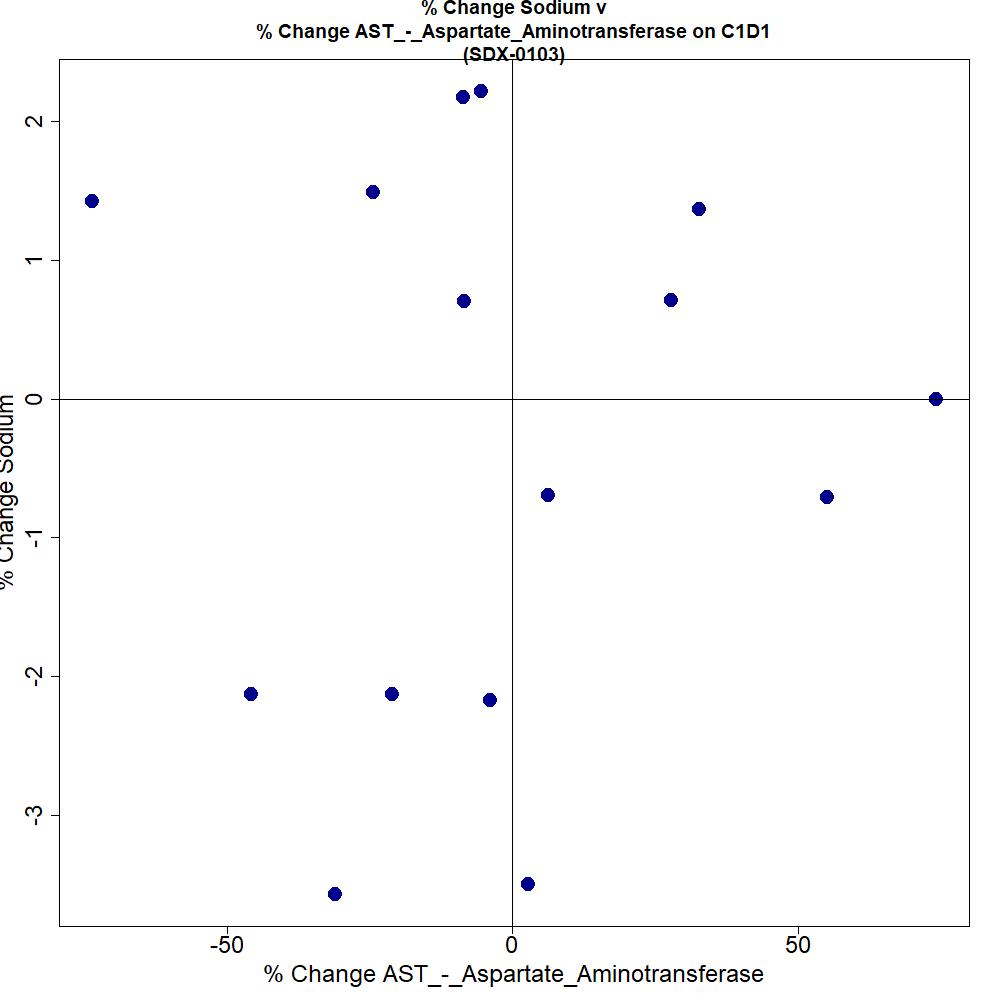 % Change Sodium v
% Change AST_-_Aspartate_Aminotransferase on C1D1
(SDX-0103)
2
1
0
-1
-2
-3
% Change Sodium
-50
0
50
% Change AST_-_Aspartate_Aminotransferase